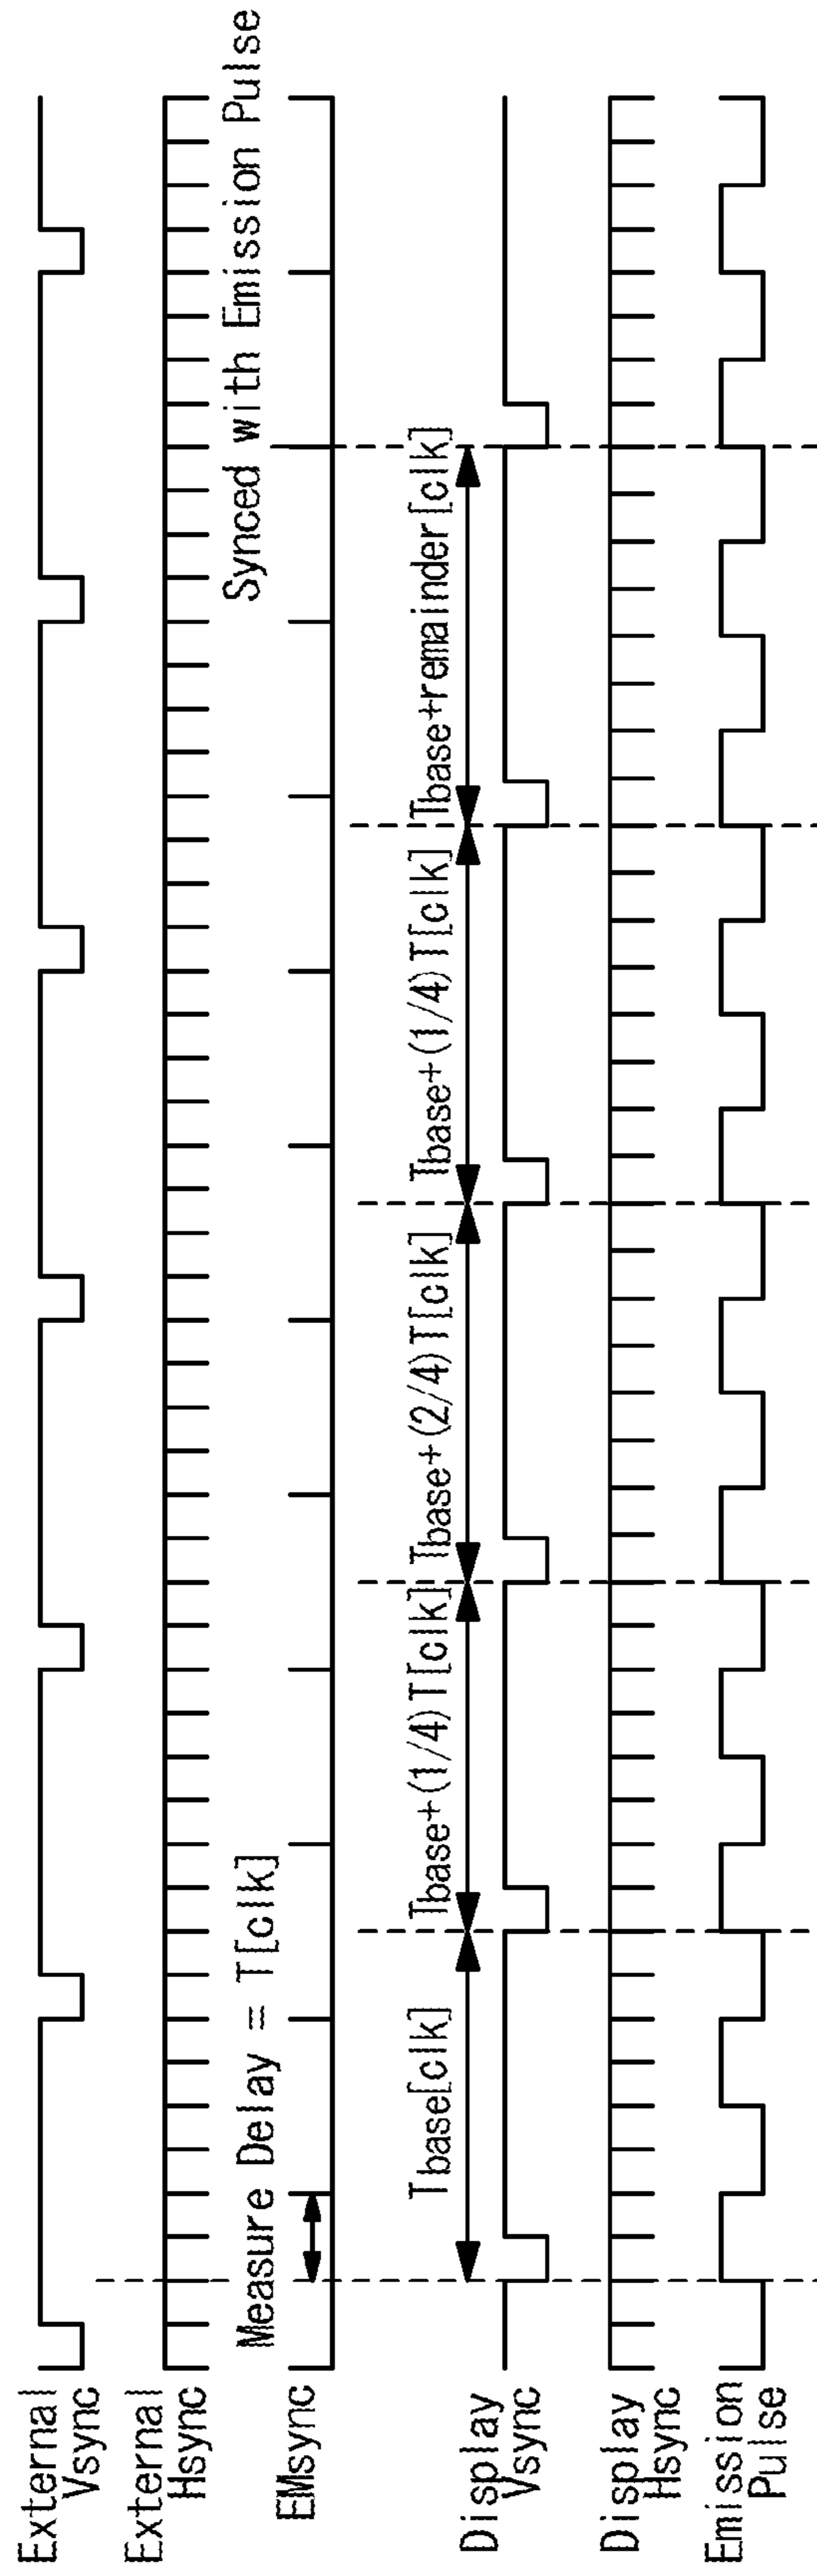 External
Vsync
External
Hsync
Measure Delay = T[clk]
Synced with Emission Pulse
EMsync
Tbase[clk]
Tbase+(1/4)T[clk]
Tbase+(2/4)T[clk]
Tbase+(1/4)T[clk]
Tbase+remainder[clk]
Display
Vsync
Display
Hsync
Emission
Pulse